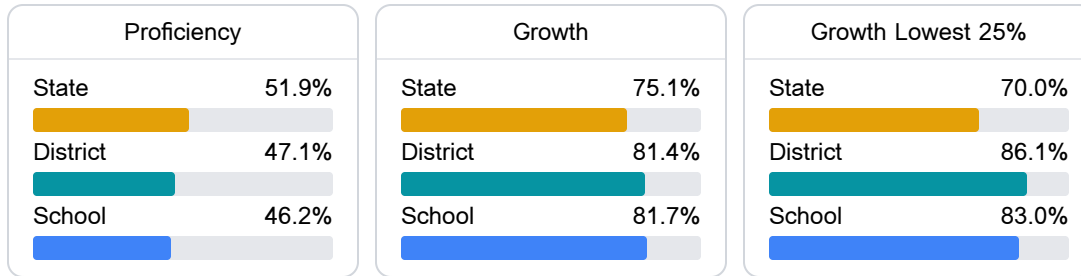 Proficiency
State 51.9%
District 47.1%
School 46.2%
Growth
State 75.1%
District 81.4%
School 81.7%
Growth Lowest 25%
State 70.0%
District 86.1%
School 83.0%